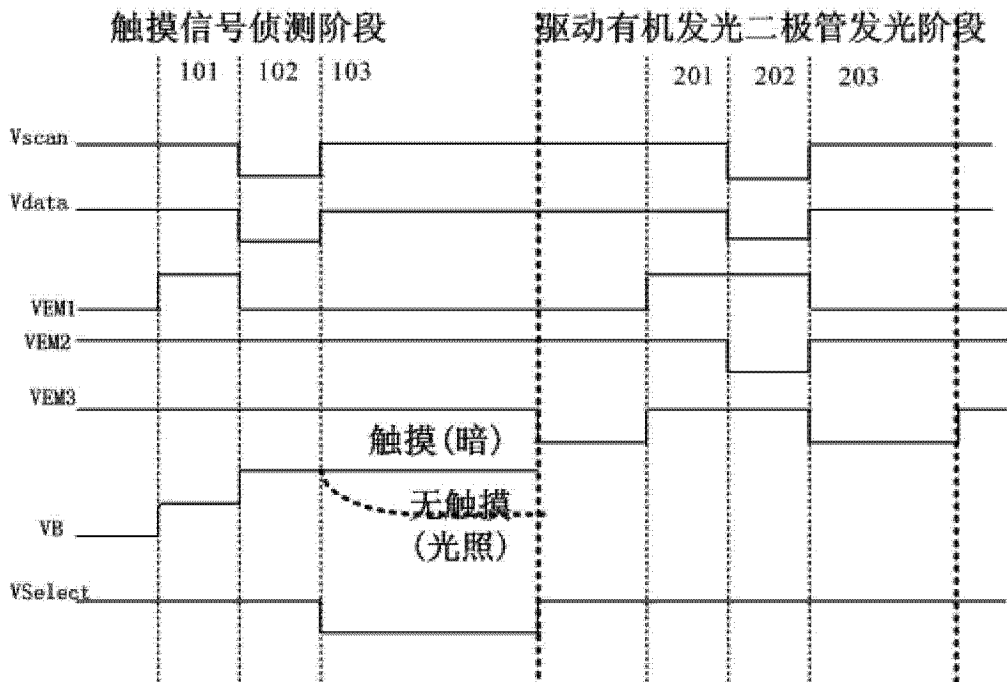 触摸信号侦测阶段
驱动有机发光二极管发光阶段
101 102 103 201 202 203
Vscan
Vdata
VEM1
VEM2
VEM3
触摸(暗)
无触摸
(光照)
VB
VSelect